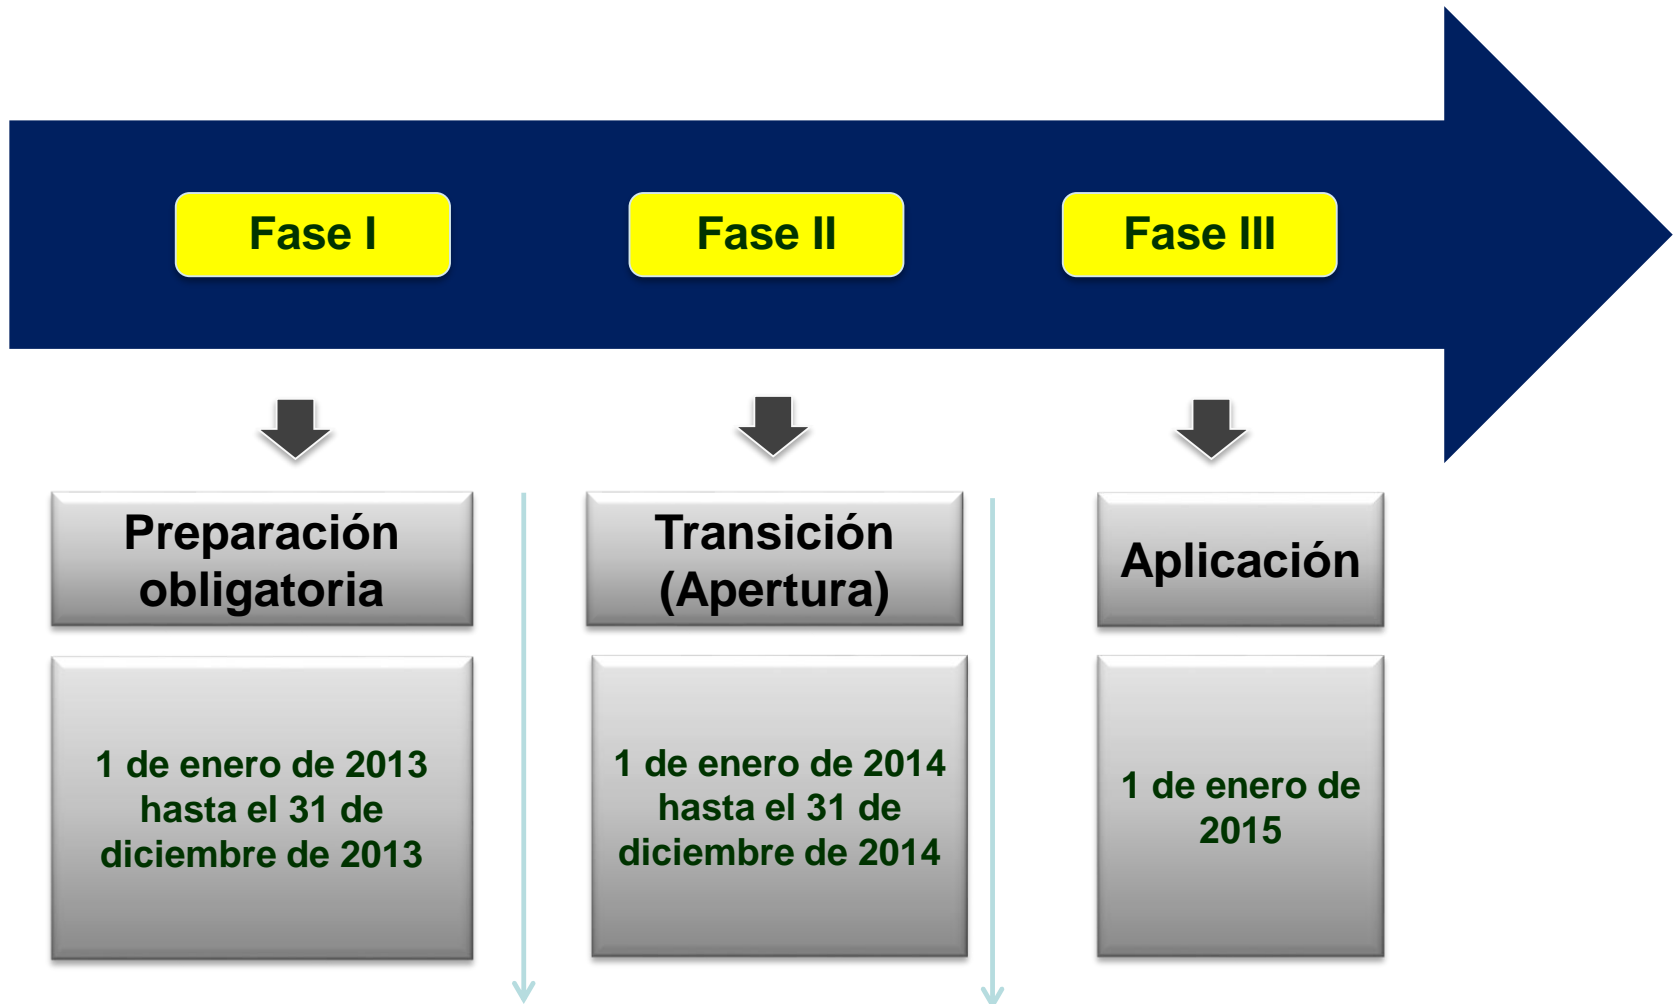 Fase I
Fase II
Fase III
Preparación
obligatoria
Transición
(Apertura)
Aplicación
1 de enero de 2013
hasta el 31 de
diciembre de 2013
1 de enero de 2014
hasta el 31 de
diciembre de 2014
1 de enero de
2015